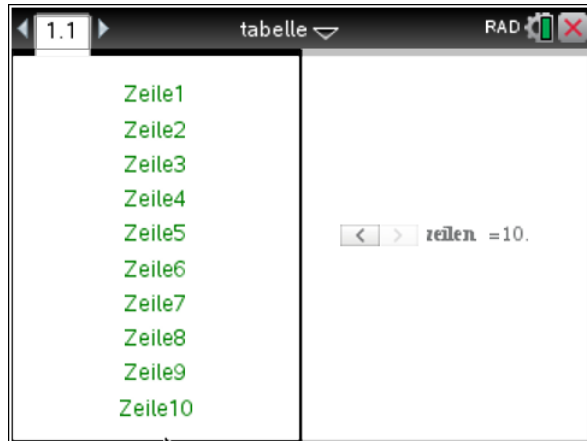 1.1 tabelle RAD
Zeile1
Zeile2
Zeile3
Zeile4
Zeile5
Zeile6
Zeile7
Zeile8
Zeile9
Zeile10
< > zeilen =10.